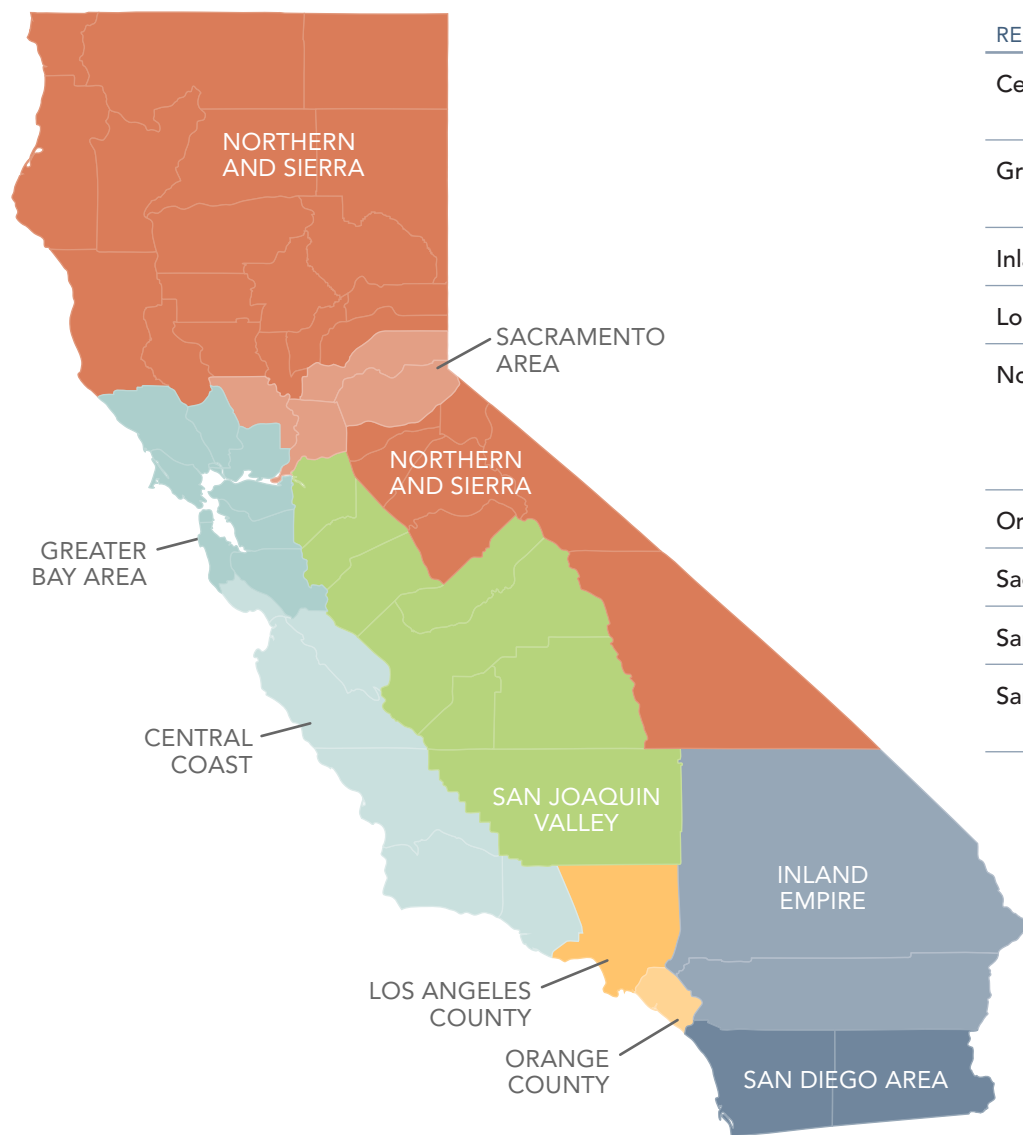 NORTHERN
AND SIERRA
SACRAMENTO
AREA
NORTHERN
AND SIERRA
GREATER
BAY AREA
CENTRAL
COAST
SAN JOAQUIN
VALLEY
INLAND
EMPIRE
LOS ANGELES
COUNTY
ORANGE
COUNTY
SAN DIEGO AREA
RE
Ce
Gr
Inl
Lo
No
Or
Sa
Sa